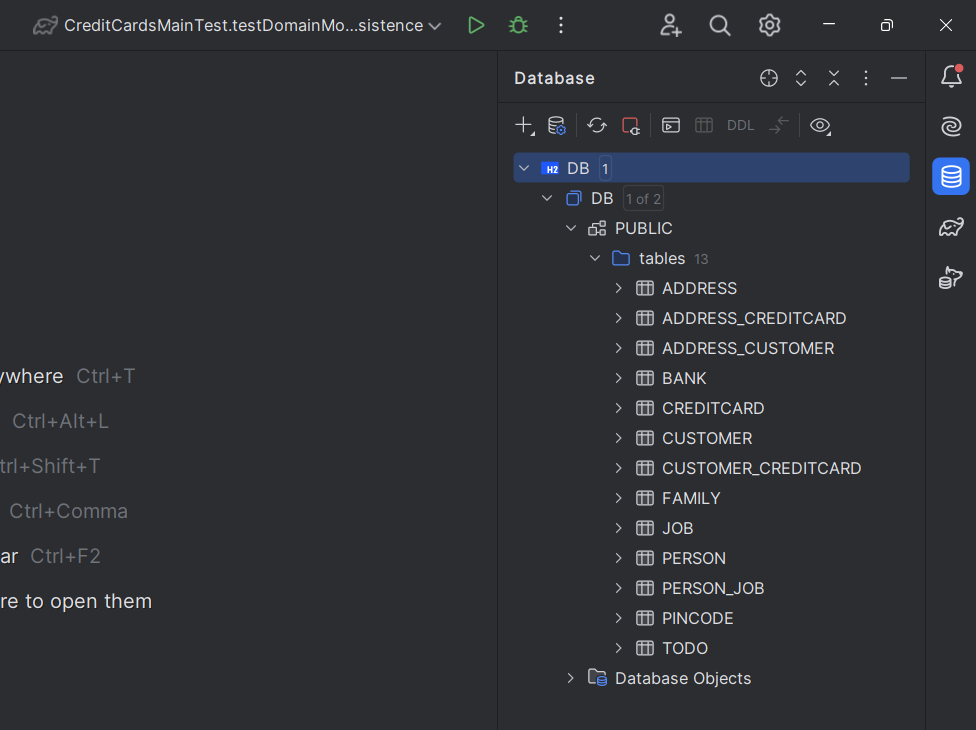 CreditCardsMainTest.testDomainMo...sistence
Database
DDL
H2 DB 1
DB 1 of 2
PUBLIC
tables 13
ADDRESS
ADDRESS_CREDITCARD
ADDRESS_CUSTOMER
BANK
CREDITCARD
CUSTOMER
CUSTOMER_CREDITCARD
FAMILY
JOB
PERSON
PERSON_JOB
PINCODE
TODO
Database Objects
ywhere Ctrl+T
Ctrl+Alt+L
trl+Shift+T
Ctrl+Comma
ar Ctrl+F2
re to open them